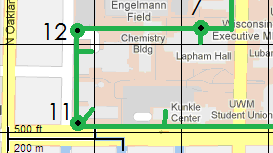 Engelmann
Field
7
12
Wisconsin
Executive M
Chemistry
Bldg
N Oakland
Lapham Hall
Luba
11
Kunkle
Center
UWM
Student Union
500 ft
200 m